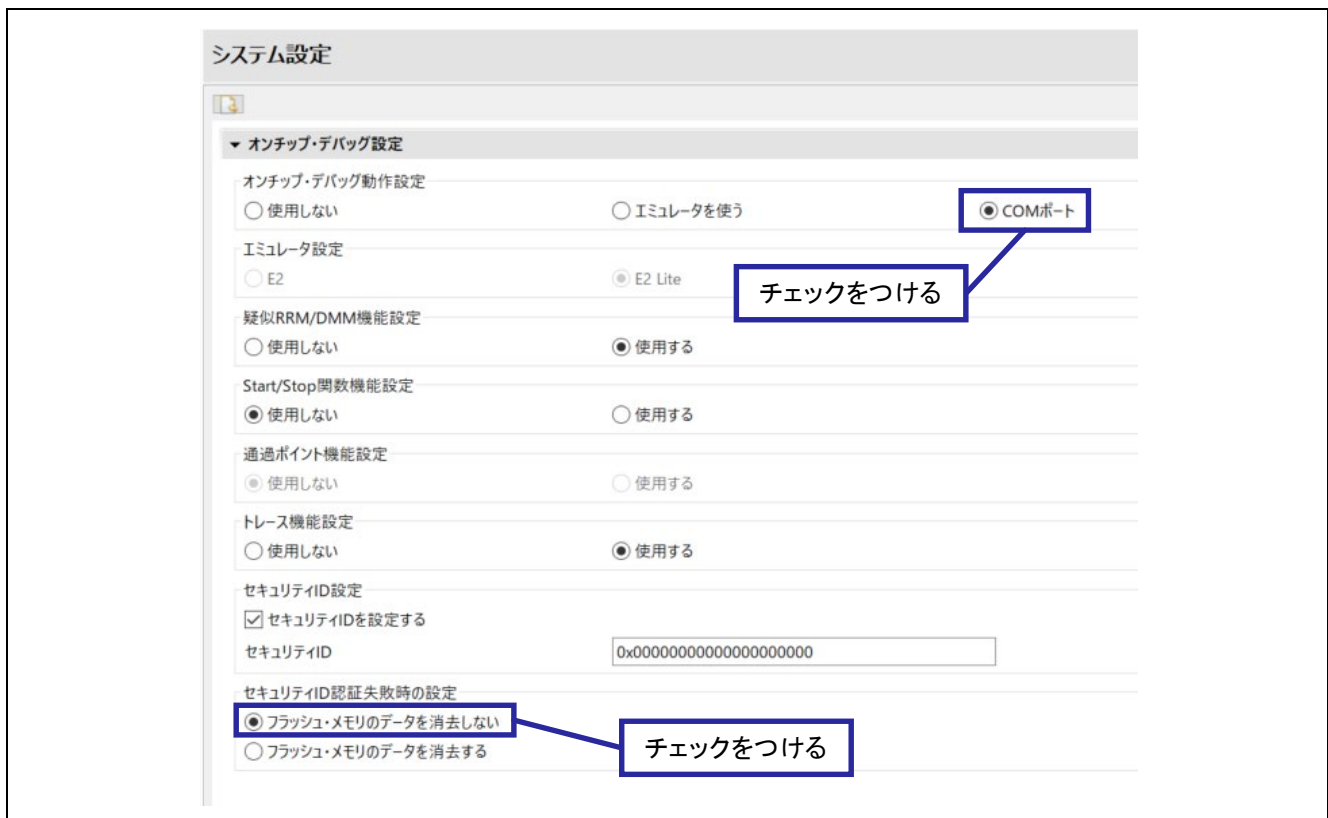 システム設定
オンチップ・デバッグ設定
オンチップ・デバッグ動作設定
使用しない エミュレータを使う COMポート
エミュレータ設定
E2 E2 Lite
チェックをつける
疑似RRM/DMM機能設定
使用しない 使用する
Start/Stop関数機能設定
使用しない 使用する
通過ポイント機能設定
使用しない 使用する
トレース機能設定
使用しない 使用する
セキュリティID設定
セキュリティIDを設定する
セキュリティID 0x00000000000000000000
セキュリティID認証失敗時の設定
フラッシュ・メモリのデータを消去しない
チェックをつける
フラッシュ・メモリのデータを消去する